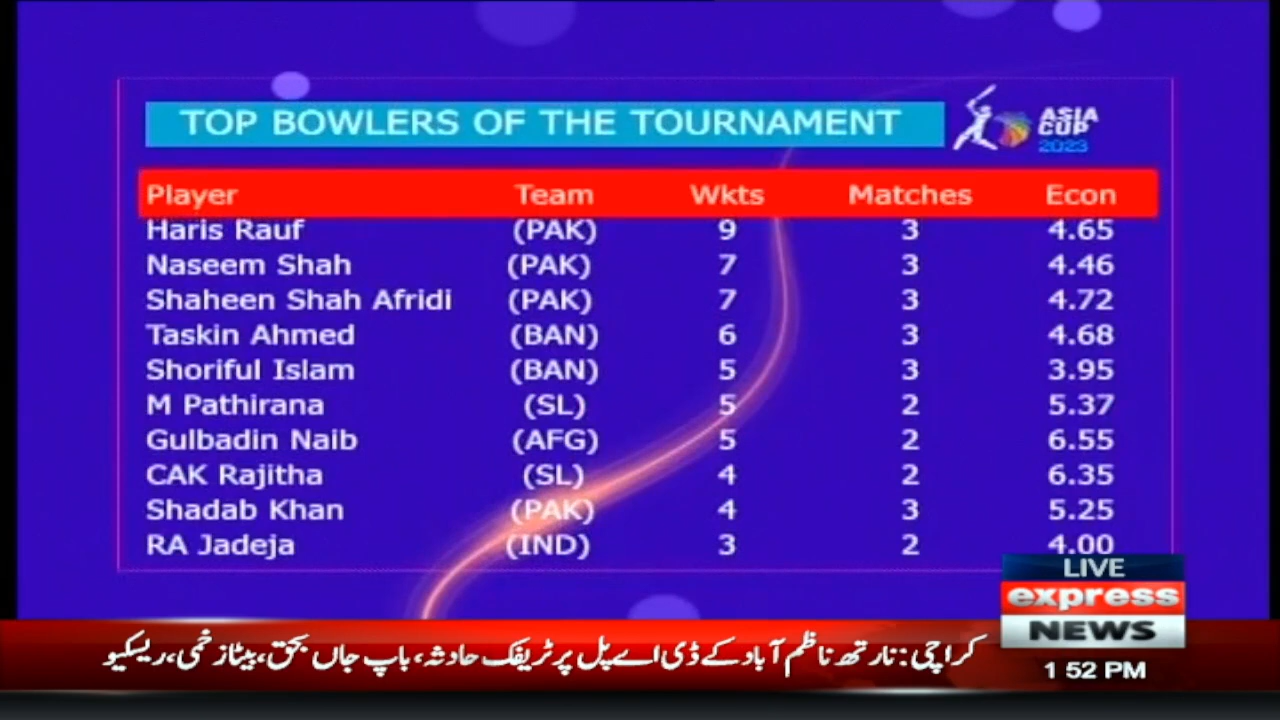 TOP BOWLERS OF THE TOURNAMENT
ASIA
CUP
2023
Player Team Wkts Matches Econ
Haris Rauf (PAK) 9 3 4.65
Naseem Shah (PAK) 7 3 4.46
Shaheen Shah Afridi (PAK) 7 3 4.72
Taskin Ahmed (BAN) 6 3 4.68
Shoriful Islam (BAN) 5 3 3.95
M Pathirana (SL) 5 2 5.37
Gulbadin Naib (AFG) 5 2 6.55
CAK Rajitha (SL) 4 2 6.35
Shadab Khan (PAK) 4 3 5.25
RA Jadeja (IND) 3 2 4.00
LIVE
express
NEWS
1 52 PM
کراچی: نارتھ ناظم آباد کے ڈی اے پل پر ٹریفک حادثہ، باپ جاں بحق، بیٹا زخمی، ریسکیو